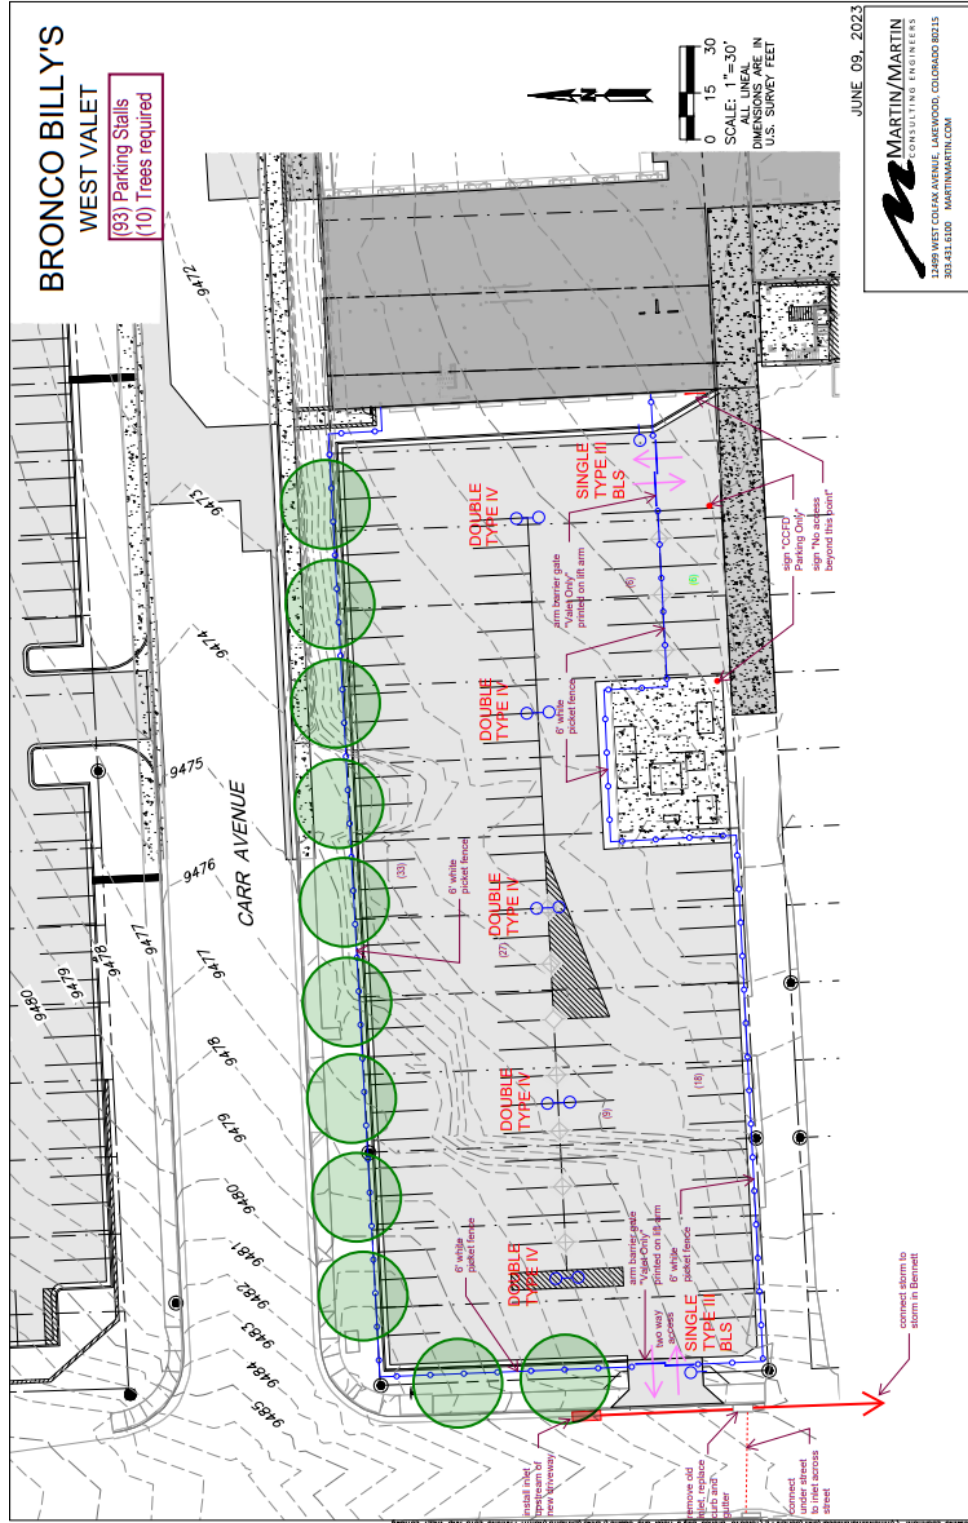 BRONCO BILLY'S
WEST VALET
(93) Parking Stalls
(10) Trees required
N
0 15 30
SCALE: 1"=30'
ALL LINEAL
DIMENSIONS ARE IN
U.S. SURVEY FEET
JUNE 09, 2023
MARTIN/MARTIN
CONSULTING ENGINEERS
12499 WEST COLFAX AVENUE, LAKEWOOD, COLORADO 80215
303.431.6100 MARTINMARTIN.COM
CARR AVENUE
9472
9473
9474
9475
9476
9477
9478
9479
9480
9477
9478
9479
9480
9481
9482
9483
9484
9485
DOUBLE
TYPE IV
DOUBLE
TYPE IV
DOUBLE
TYPE IV
DOUBLE
TYPE IV
DOUBLE
TYPE IV
SINGLE
TYPE III
BLS
SINGLE
TYPE III
BLS
arm barrier gate
"Valet Only"
printed on lift arm
6' white
picket fence
6' white
picket fence
6' white
picket fence
arm barrier gate
"Valet Only"
printed on lift arm
6' white
picket fence
two way
access
(33)
(27)
(9)
(18)
(6)
(6)
sign "CCFD
Parking Only"
sign "No access
beyond this point"
install inlet
upstream of
new driveway
remove old
inlet, replace
curb and
gutter
connect
under street
to inlet across
street
connect storm to
storm in Bennett